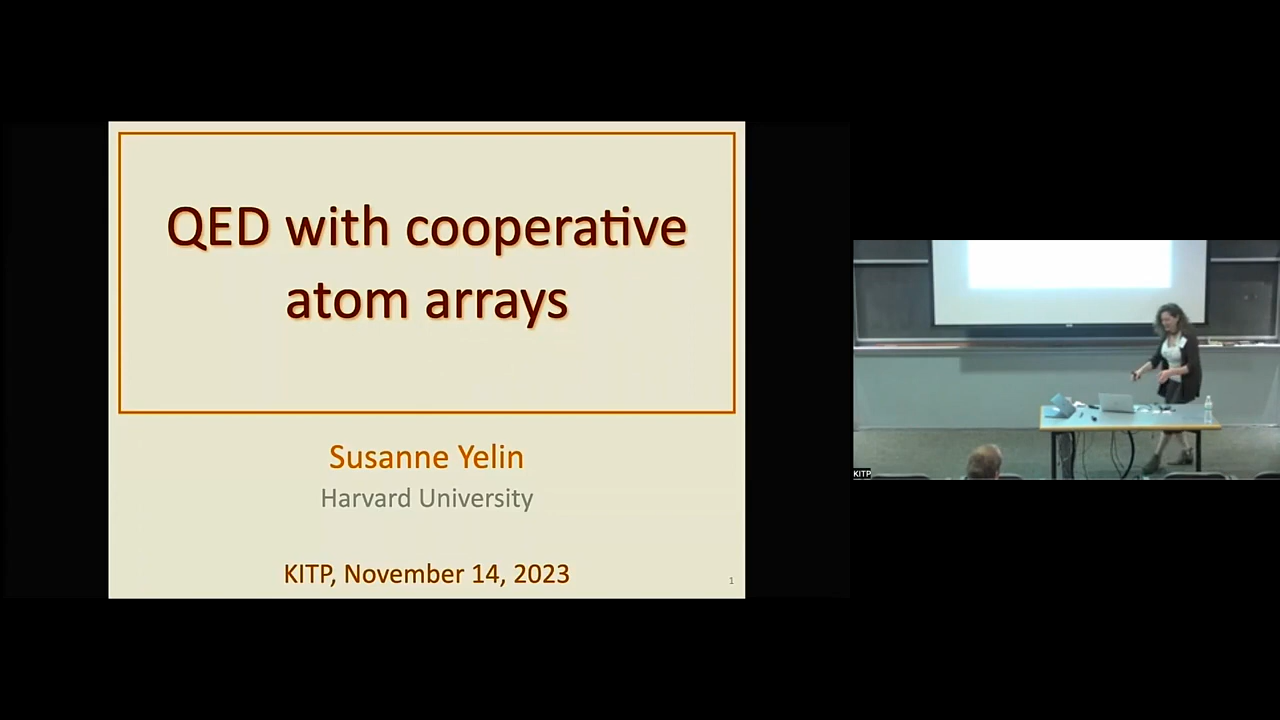 QED with cooperative
atom arrays
Susanne Yelin
Harvard University
KITP, November 14, 2023
1
KITP